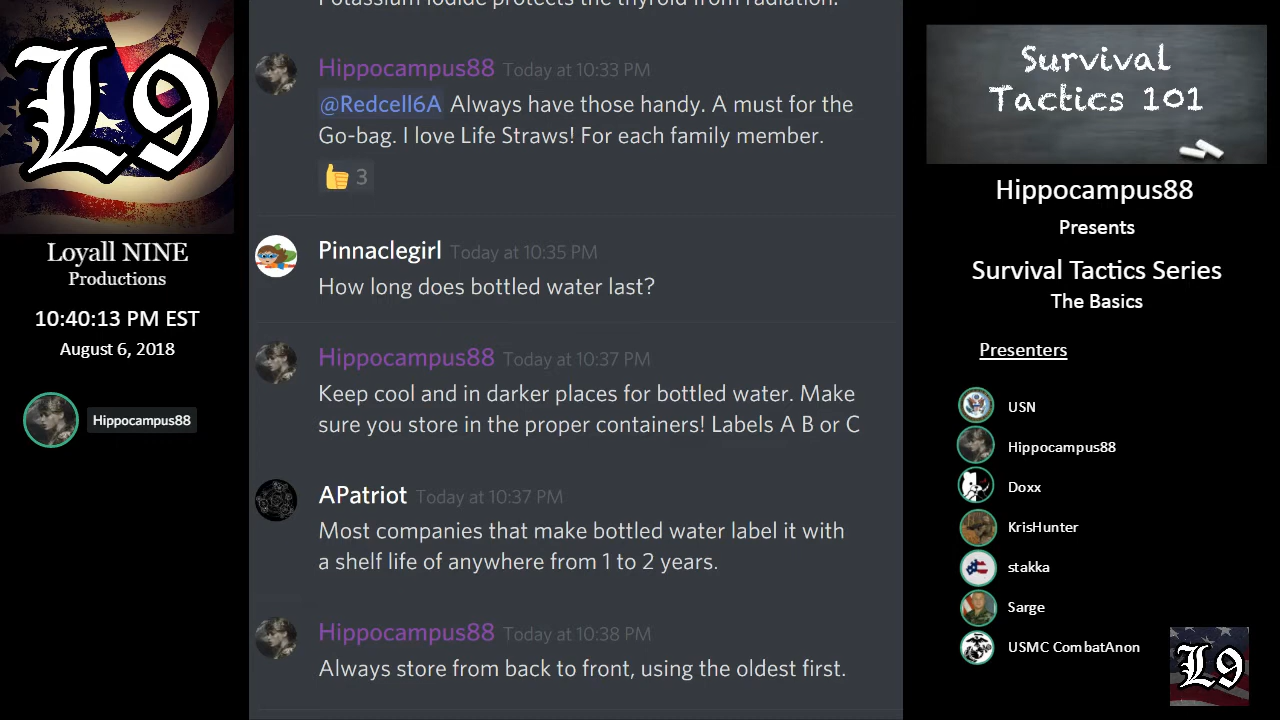 L9
Loyall NINE
Productions
10:40:13 PM EST
August 6, 2018
Hippocampus88
Potassium Iodide protects the thyroid from radiation.
Hippocampus88 Today at 10:33 PM
@Redcell6A Always have those handy. A must for the
Go-bag. I love Life Straws! For each family member.
3
Pinnaclegirl Today at 10:35 PM
How long does bottled water last?
Hippocampus88 Today at 10:37 PM
Keep cool and in darker places for bottled water. Make
sure you store in the proper containers! Labels A B or C
APatriot Today at 10:37 PM
Most companies that make bottled water label it with
a shelf life of anywhere from 1 to 2 years.
Hippocampus88 Today at 10:38 PM
Always store from back to front, using the oldest first.
Survival
Tactics 101
Hippocampus88
Presents
Survival Tactics Series
The Basics
Presenters
USN
Hippocampus88
Doxx
KrisHunter
stakka
Sarge
USMC CombatAnon
L9